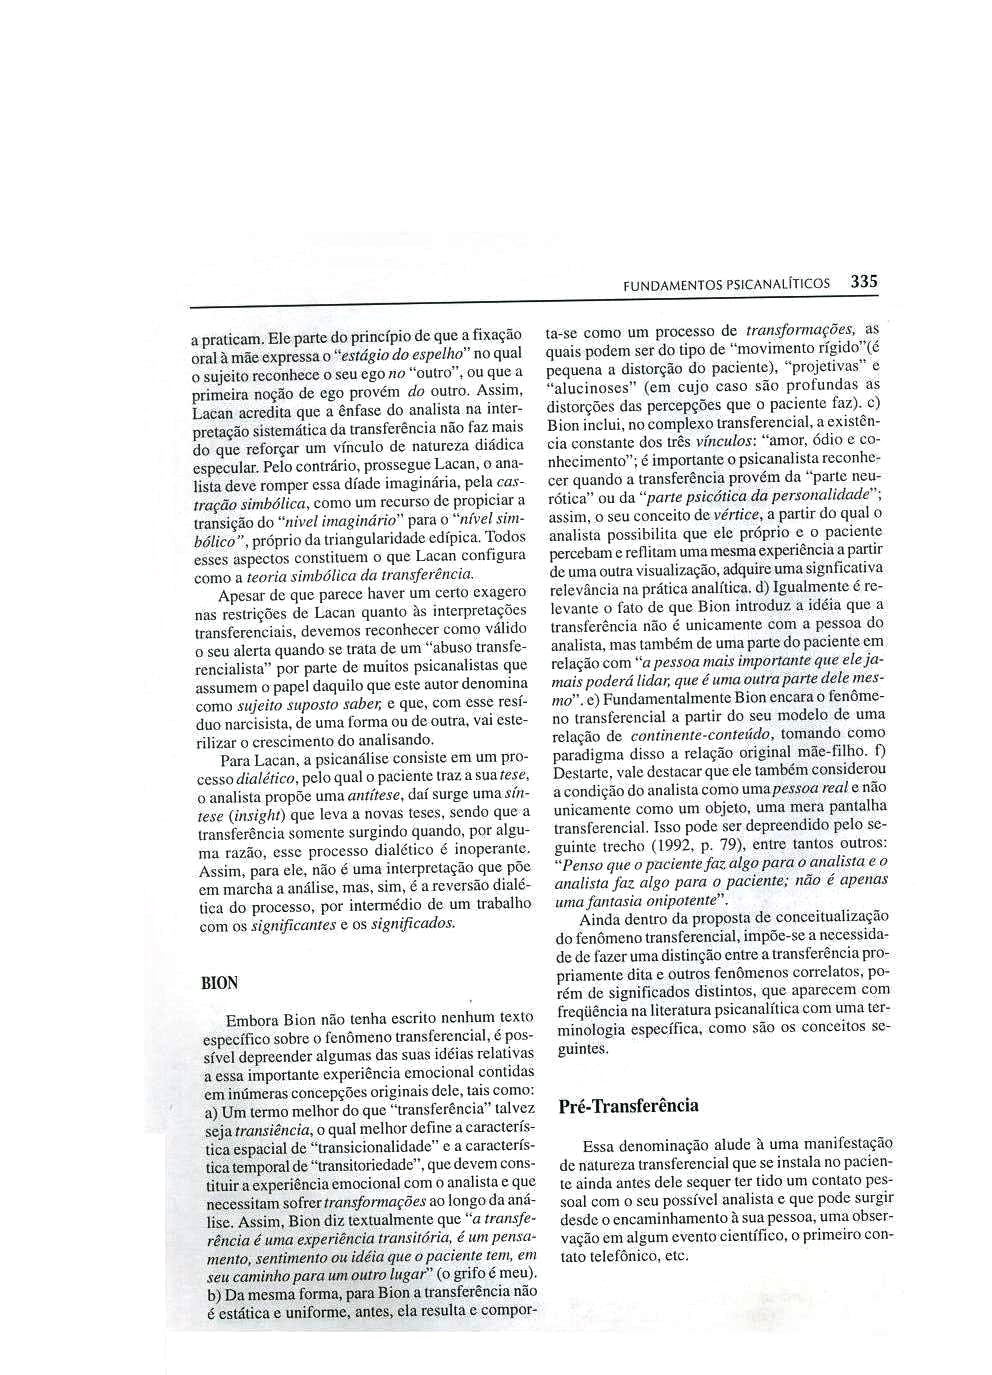 FUNDAMENTOS PSICANALÍTICOS 335
a praticam. Ele parte do princípio de que a fixação
oral à mãe expressa o “estágio do espelho” no qual
o sujeito reconhece o seu ego no “outro”, ou que a
primeira noção de ego provém do outro. Assim,
Lacan acredita que a ênfase do analista na inter-
pretação sistemática da transferência não faz mais
do que reforçar um vínculo de natureza diádica
especular. Pelo contrário, prossegue Lacan, o ana-
lista deve romper essa díade imaginária, pela cas-
tração simbólica, como um recurso de propiciar a
transição do “nivel imaginário” para o “nível sim-
bólico”, próprio da triangularidade edípica. Todos
esses aspectos constituem o que Lacan configura
como a teoria simbólica da transferência.
Apesar de que parece haver um certo exagero
nas restrições de Lacan quanto às interpretações
transferenciais, devemos reconhecer como válido
o seu alerta quando se trata de um “abuso transfe-
rencialista” por parte de muitos psicanalistas que
assumem o papel daquilo que este autor denomina
como sujeito suposto saber, e que, com esse resí-
duo narcisista, de uma forma ou de outra, vai este-
rilizar o crescimento do analisando.
Para Lacan, a psicanálise consiste em um pro-
cesso dialético, pelo qual o paciente traz a sua tese,
o analista propõe uma antítese, daí surge uma sín-
tese (insight) que leva a novas teses, sendo que a
transferência somente surgindo quando, por algu-
ma razão, esse processo dialético é inoperante.
Assim, para ele, não é uma interpretação que põe
em marcha a análise, mas, sim, é a reversão dialé-
tica do processo, por intermédio de um trabalho
com os significantes e os significados.
BION
Embora Bion não tenha escrito nenhum texto
específico sobre o fenômeno transferencial, é pos-
sível depreender algumas das suas idéias relativas
a essa importante experiência emocional contidas
em inúmeras concepções originais dele, tais como:
a) Um termo melhor do que “transferência” talvez
seja transiência, o qual melhor define a caracterís-
tica espacial de “transicionalidade” e a caracterís-
tica temporal de “transitoriedade”, que devem cons-
tituir a experiência emocional com o analista e que
necessitam sofrer transformações ao longo da aná-
lise. Assim, Bion diz textualmente que “a transfe-
rência é uma experiência transitória, é um pensa-
mento, sentimento ou idéia que o paciente tem, em
seu caminho para um outro lugar” (o grifo é meu).
b) Da mesma forma, para Bion a transferência não
é estática e uniforme, antes, ela resulta e compor-
ta-se como um processo de transformações, as
quais podem ser do tipo de “movimento rígido”(é
pequena a distorção do paciente), “projetivas” e
“alucinoses” (em cujo caso são profundas as
distorções das percepções que o paciente faz). c)
Bion inclui, no complexo transferencial, a existên-
cia constante dos três vínculos: “amor, ódio e co-
nhecimento”; é importante o psicanalista reconhe-
cer quando a transferência provém da “parte neu-
rótica” ou da “parte psicótica da personalidade”;
assim, o seu conceito de vértice, a partir do qual o
analista possibilita que ele próprio e o paciente
percebam e reflitam uma mesma experiência a partir
de uma outra visualização, adquire uma signficativa
relevância na prática analítica. d) Igualmente é re-
levante o fato de que Bion introduz a idéia que a
transferência não é unicamente com a pessoa do
analista, mas também de uma parte do paciente em
relação com “a pessoa mais importante que ele ja-
mais poderá lidar, que é uma outra parte dele mes-
mo”. e) Fundamentalmente Bion encara o fenôme-
no transferencial a partir do seu modelo de uma
relação de continente-conteúdo, tomando como
paradigma disso a relação original mãe-filho. f)
Destarte, vale destacar que ele também considerou
a condição do analista como uma pessoa real e não
unicamente como um objeto, uma mera pantalha
transferencial. Isso pode ser depreendido pelo se-
guinte trecho (1992, p. 79), entre tantos outros:
“Penso que o paciente faz algo para o analista e o
analista faz algo para o paciente; não é apenas
uma fantasia onipotente”.
Ainda dentro da proposta de conceitualização
do fenômeno transferencial, impõe-se a necessida-
de de fazer uma distinção entre a transferência pro-
priamente dita e outros fenômenos correlatos, po-
rém de significados distintos, que aparecem com
freqüência na literatura psicanalítica com uma ter-
minologia específica, como são os conceitos se-
guintes.
Pré-Transferência
Essa denominação alude à uma manifestação
de natureza transferencial que se instala no pacien-
te ainda antes dele sequer ter tido um contato pes-
soal com o seu possível analista e que pode surgir
desde o encaminhamento à sua pessoa, uma obser-
vação em algum evento científico, o primeiro con-
tato telefônico, etc.